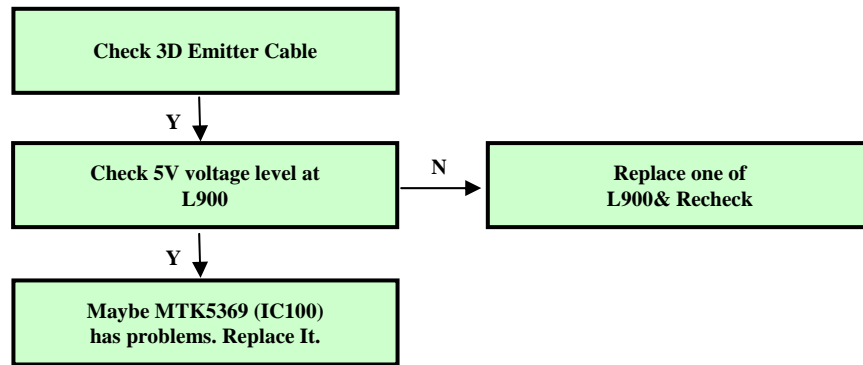 Check 3D Emitter Cable
Y
Check 5V voltage level at
L900
N
Replace one of
L900& Recheck
Y
Maybe MTK5369 (IC100)
has problems. Replace It.